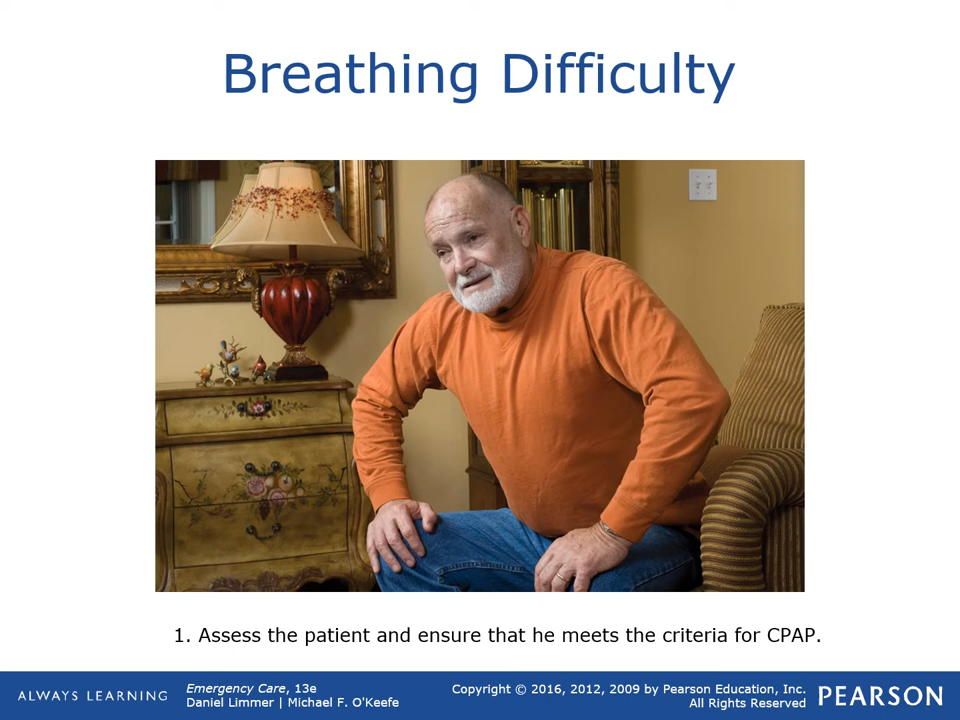 Breathing Difficulty
1. Assess the patient and ensure that he meets the criteria for CPAP.
ALWAYS LEARNING
Emergency Care, 13e
Daniel Limmer | Michael F. O'Keefe
Copyright © 2016, 2012, 2009 by Pearson Education, Inc.
All Rights Reserved
PEARSON